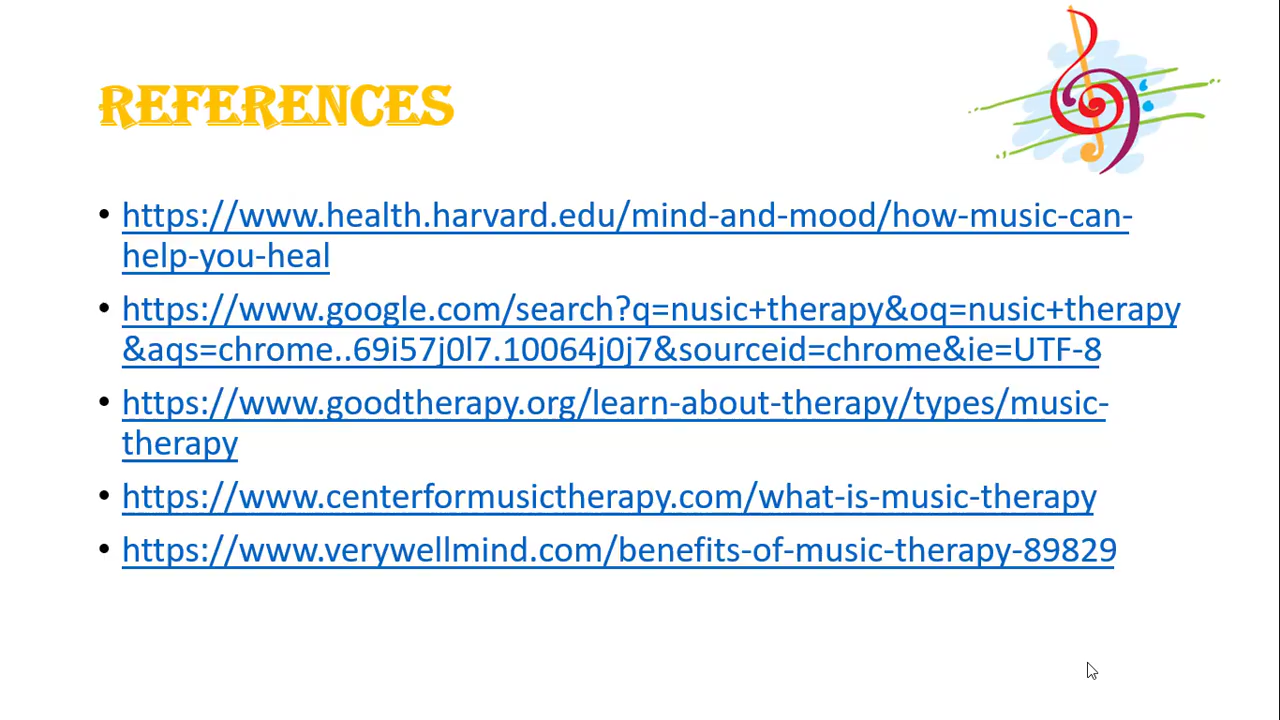 REFERENCES
• https://www.health.harvard.edu/mind-and-mood/how-music-can-
help-you-heal
• https://www.google.com/search?q=nusic+therapy&oq=nusic+therapy
&aqs=chrome..69i57j0l7.10064j0j7&sourceid=chrome&ie=UTF-8
• https://www.goodtherapy.org/learn-about-therapy/types/music-
therapy
• https://www.centerformusictherapy.com/what-is-music-therapy
• https://www.verywellmind.com/benefits-of-music-therapy-89829